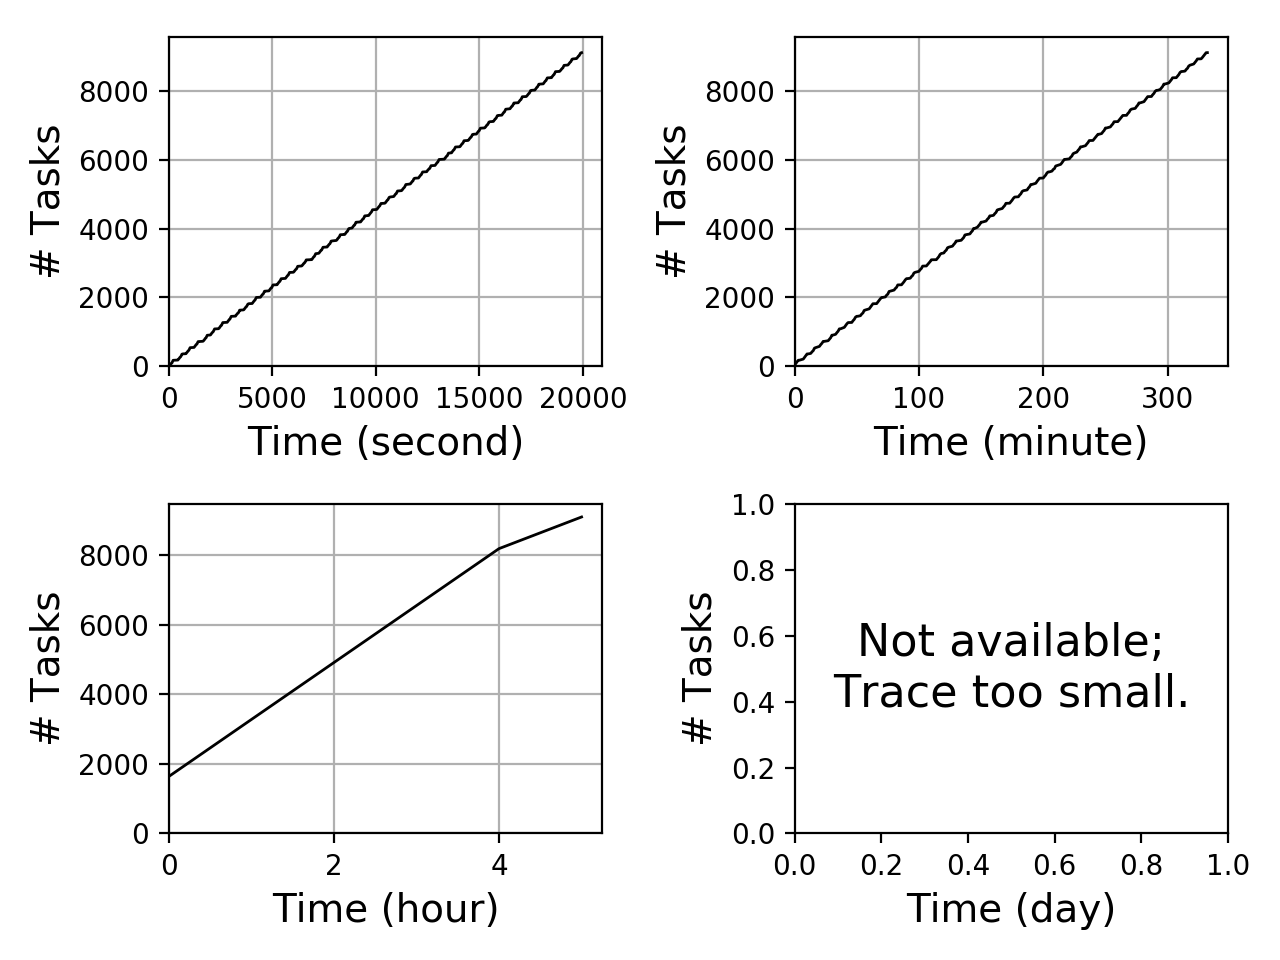 8000
6000
4000
2000
0
# Tasks
0 5000 10000 15000 20000
Time (second)
8000
6000
4000
2000
0
# Tasks
0 100 200 300
Time (minute)
8000
6000
4000
2000
0
# Tasks
0 2 4
Time (hour)
1.0
0.8
0.6
0.4
0.2
0.0
# Tasks
Not available;
Trace too small.
0.0 0.2 0.4 0.6 0.8 1.0
Time (day)